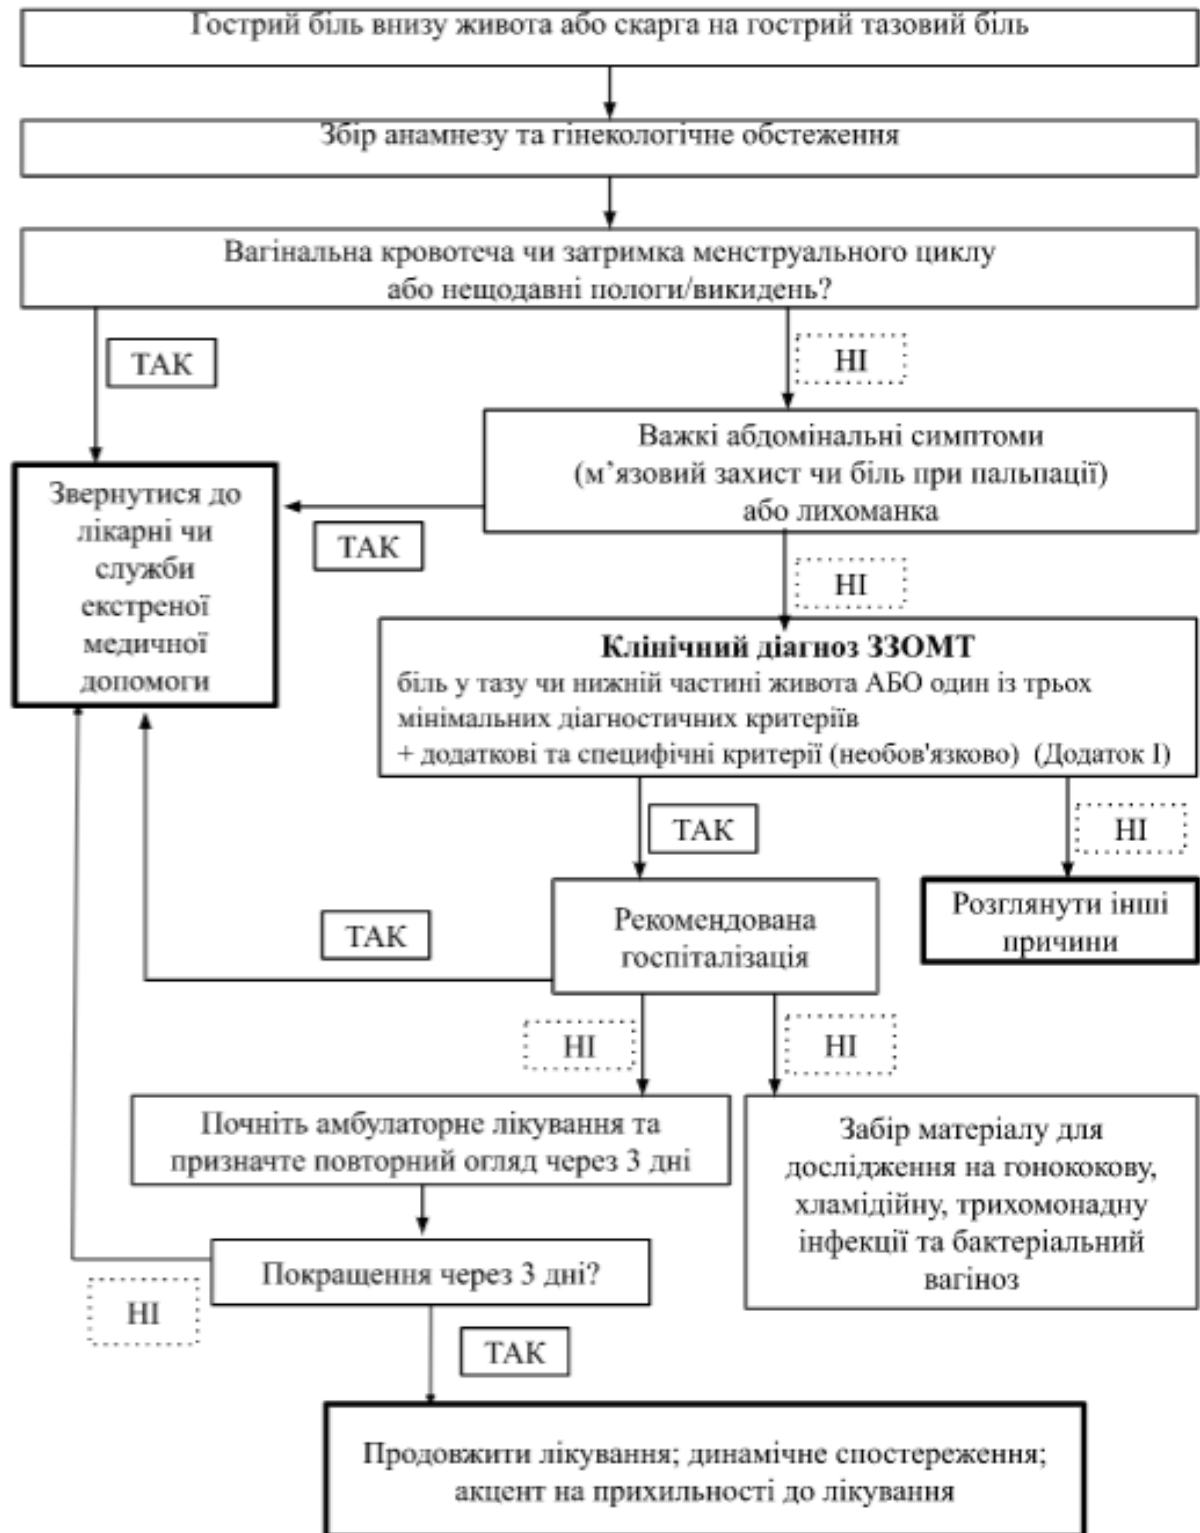 Гострий біль внизу живота або скарга на гострий тазовий біль
Збір анамнезу та гінекологічне обстеження
Вагінальна кровотеча чи затримка менструального циклу
або нещодавні пологи/викидень?
ТАК
НІ
Важкі абдомінальні симптоми
(м’язовий захист чи біль при пальпації)
або лихоманка
Звернутися до
лікарні чи
служби
екстреної
медичної
допомоги
ТАК
НІ
Клінічний діагноз ЗЗОМТ
біль у тазу чи нижній частині живота АБО один із трьох
мінімальних діагностичних критеріїв
+ додаткові та специфічні критерії (необов'язково) (Додаток І)
ТАК
НІ
Рекомендована
госпіталізація
Розглянути інші
причини
ТАК
НІ
НІ
Почніть амбулаторне лікування та
призначте повторний огляд через 3 дні
Забір матеріалу для
дослідження на гонококову,
хламідійну, трихомонадну
інфекції та бактеріальний
вагіноз
Покращення через 3 дні?
НІ
ТАК
Продовжити лікування; динамічне спостереження;
акцент на прихильності до лікування